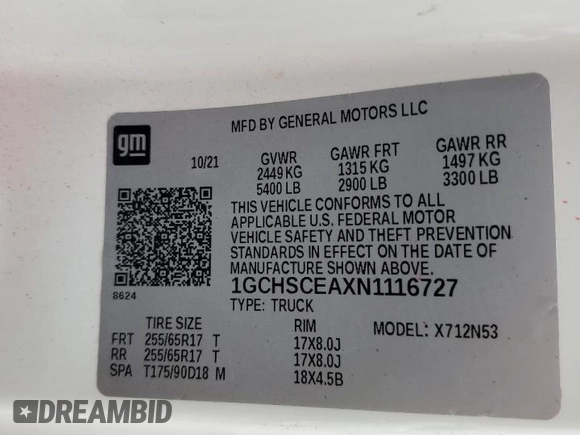 gm
MFD BY GENERAL MOTORS LLC
10/21
GVWR GAWR FRT GAWR RR
2449 KG 1315 KG 1497 KG
5400 LB 2900 LB 3300 LB
THIS VEHICLE CONFORMS TO ALL
APPLICABLE U.S. FEDERAL MOTOR
VEHICLE SAFETY AND THEFT PREVENTION
STANDARDS IN EFFECT ON THE DATE OF
MANUFACTURE SHOWN ABOVE.
8624
1GCHSCEAXN1116727
TYPE: TRUCK
TIRE SIZE RIM MODEL: X712N53
FRT 255/65R17 T 17X8.0J
RR 255/65R17 T 17X8.0J
SPA T175/90D18 M 18X4.5B
DREAMBID